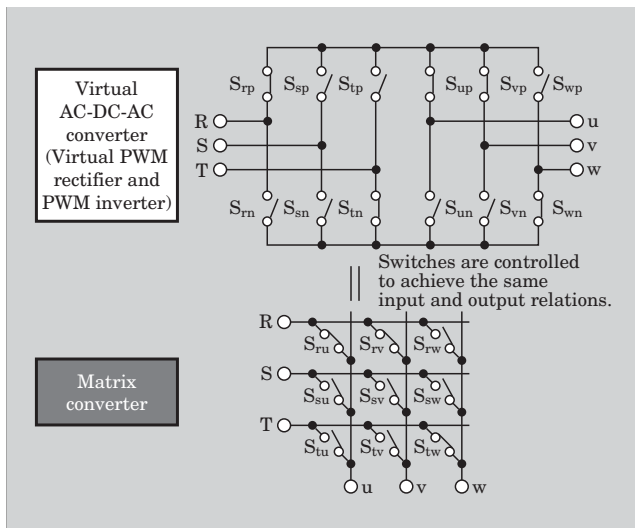 Virtual
AC-DC-AC
converter
(Virtual PWM
rectifier and
PWM inverter)
Srp Ssp Stp Sup Svp Swp
R u
S v
T w
Srn Ssn Stn Sun Svn Swn
Switches are controlled
to achieve the same
input and output relations.
R
Sru Srv Srw
S
Ssu Ssv Ssw
Matrix
converter
T
Stu Stv Stw
u v w